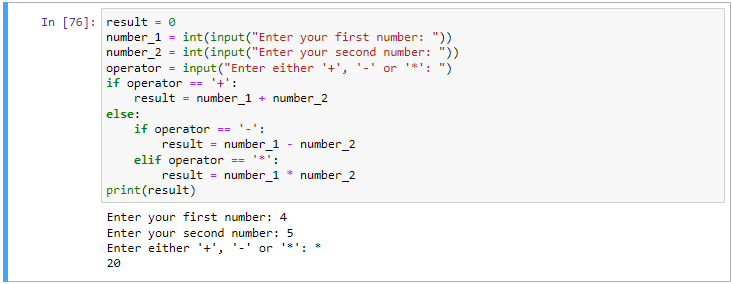 In [76]: result = 0
number_1 = int(input("Enter your first number: "))
number_2 = int(input("Enter your second number: "))
operator = input("Enter either '+', '-' or '*': ")
if operator == '+':
    result = number_1 + number_2
else:
    if operator == '-':
        result = number_1 - number_2
    elif operator == '*':
        result = number_1 * number_2
print(result)
Enter your first number: 4
Enter your second number: 5
Enter either '+', '-' or '*': *
20